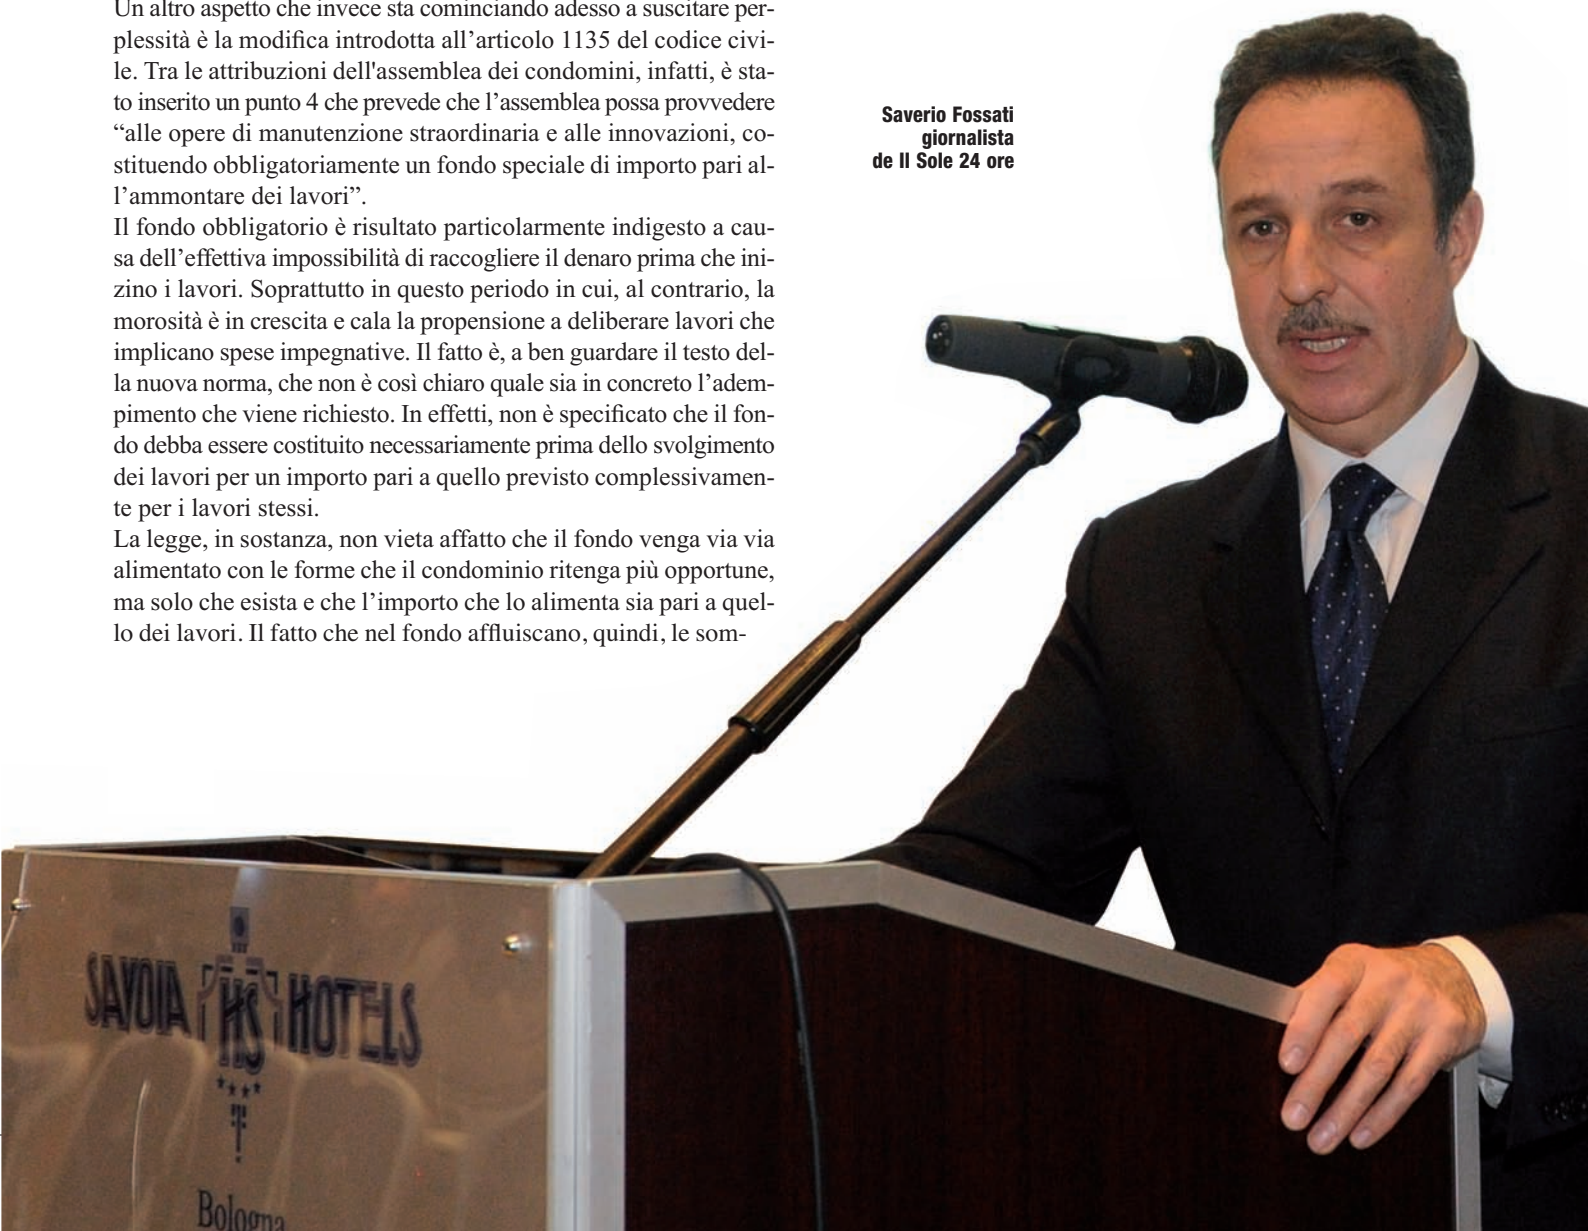 Un altro aspetto che invece sta cominciando adesso a suscitare per-
plessità è la modifica introdotta all’articolo 1135 del codice civi-
le. Tra le attribuzioni dell'assemblea dei condomini, infatti, è sta-
to inserito un punto 4 che prevede che l’assemblea possa provvedere
“alle opere di manutenzione straordinaria e alle innovazioni, co-
stituendo obbligatoriamente un fondo speciale di importo pari al-
l’ammontare dei lavori”.
Il fondo obbligatorio è risultato particolarmente indigesto a cau-
sa dell’effettiva impossibilità di raccogliere il denaro prima che ini-
zino i lavori. Soprattutto in questo periodo in cui, al contrario, la
morosità è in crescita e cala la propensione a deliberare lavori che
implicano spese impegnative. Il fatto è, a ben guardare il testo del-
la nuova norma, che non è così chiaro quale sia in concreto l’adem-
pimento che viene richiesto. In effetti, non è specificato che il fon-
do debba essere costituito necessariamente prima dello svolgimento
dei lavori per un importo pari a quello previsto complessivamen-
te per i lavori stessi.
La legge, in sostanza, non vieta affatto che il fondo venga via via
alimentato con le forme che il condominio ritenga più opportune,
ma solo che esista e che l’importo che lo alimenta sia pari a quel-
lo dei lavori. Il fatto che nel fondo affluiscano, quindi, le som-
Saverio Fossati
giornalista
de Il Sole 24 ore
SAVOIA HS HOTELS
Bologna